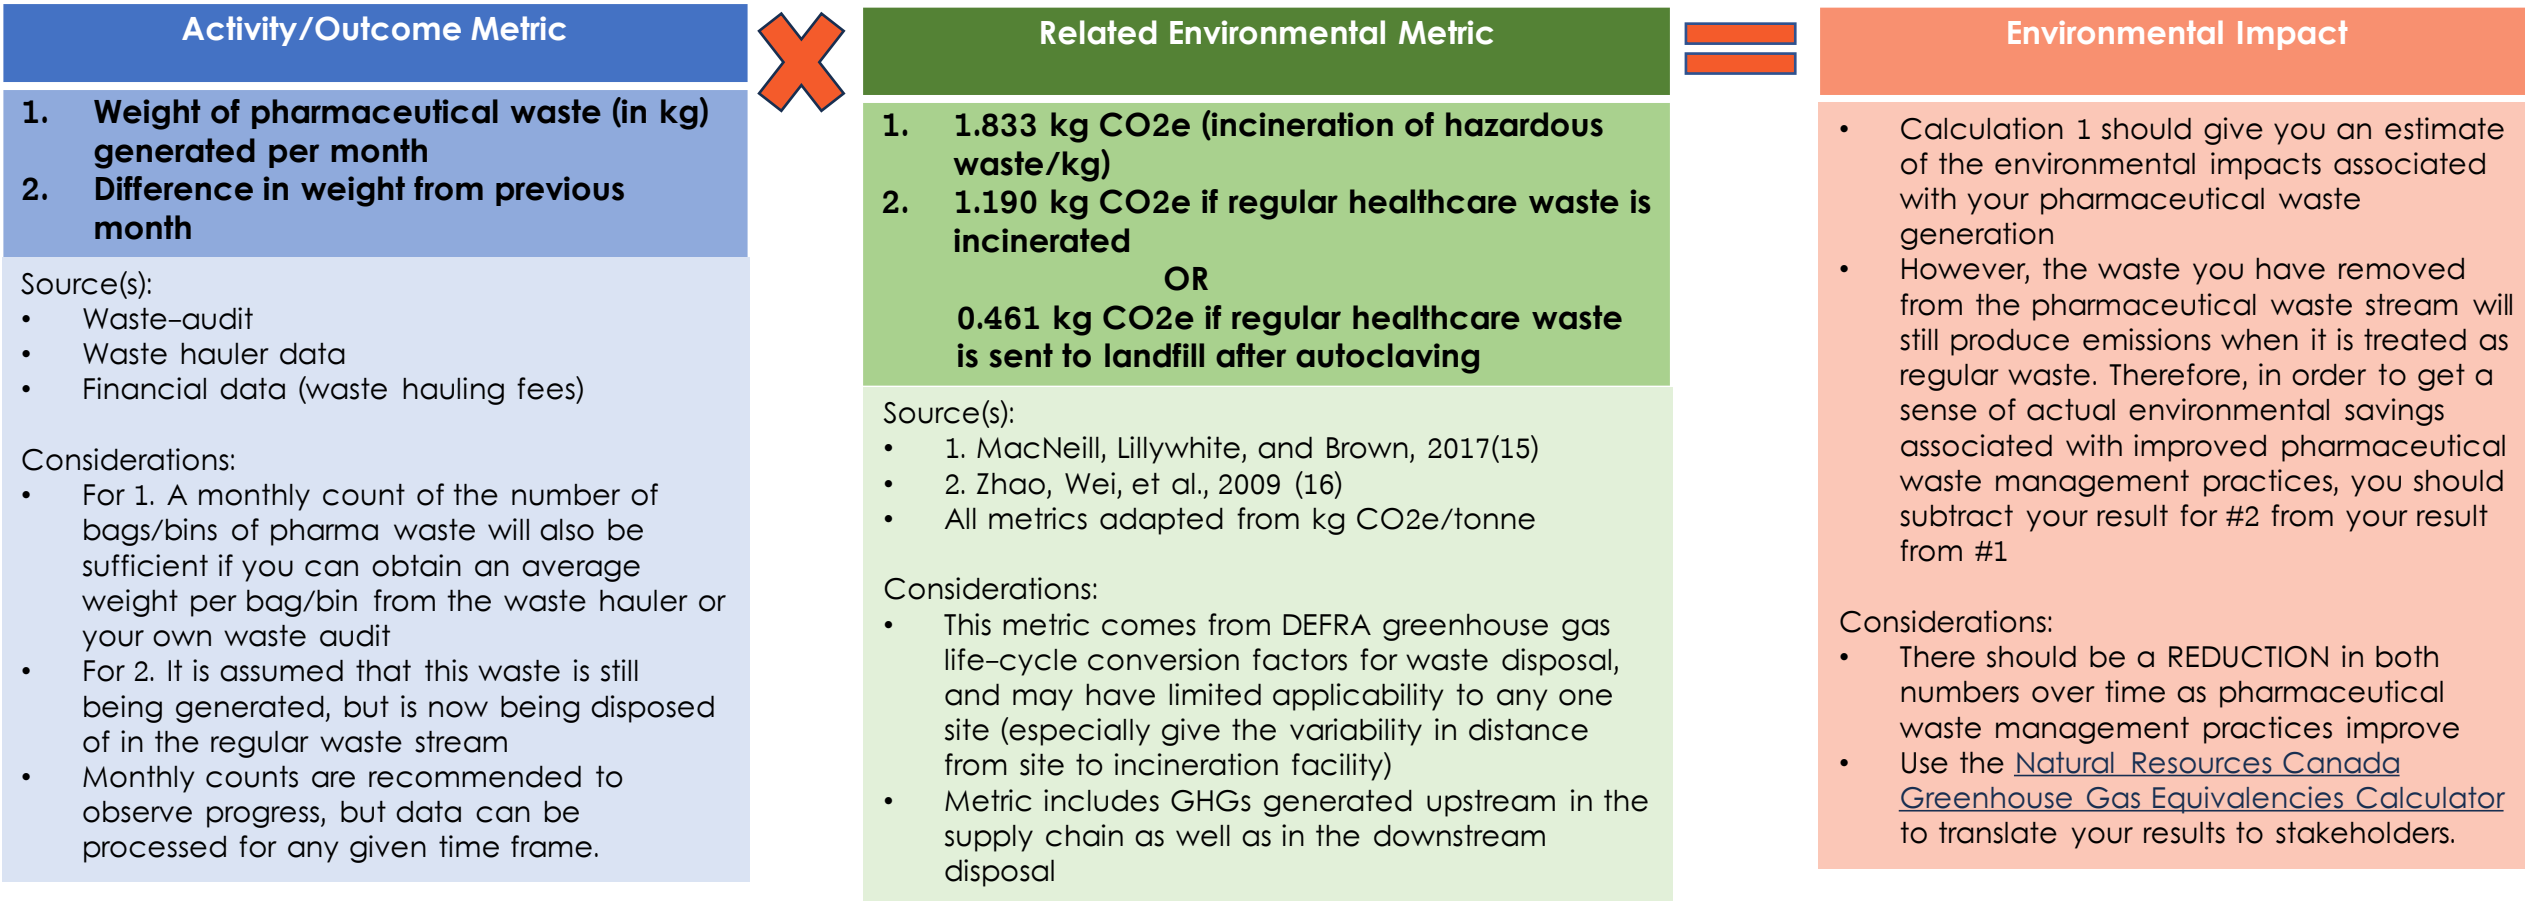 Activity/Outcome Metric
1. Weight of pharmaceutical waste (in kg)
generated per month
2. Difference in weight from previous
month
Source(s):
• Waste-audit
• Waste hauler data
• Financial data (waste hauling fees)
Considerations:
• For 1. A monthly count of the number of
bags/bins of pharma waste will also be
sufficient if you can obtain an average
weight per bag/bin from the waste hauler or
your own waste audit
• For 2. It is assumed that this waste is still
being generated, but is now being disposed
of in the regular waste stream
• Monthly counts are recommended to
observe progress, but data can be
processed for any given time frame.
Related Environmental Metric
1. 1.833 kg CO2e (incineration of hazardous
waste/kg)
2. 1.190 kg CO2e if regular healthcare waste is
incinerated
OR
0.461 kg CO2e if regular healthcare waste
is sent to landfill after autoclaving
Source(s):
• 1. MacNeill, Lillywhite, and Brown, 2017(15)
• 2. Zhao, Wei, et al., 2009 (16)
• All metrics adapted from kg CO2e/tonne
Considerations:
• This metric comes from DEFRA greenhouse gas
life-cycle conversion factors for waste disposal,
and may have limited applicability to any one
site (especially give the variability in distance
from site to incineration facility)
• Metric includes GHGs generated upstream in the
supply chain as well as in the downstream
disposal
Environmental Impact
• Calculation 1 should give you an estimate
of the environmental impacts associated
with your pharmaceutical waste
generation
• However, the waste you have removed
from the pharmaceutical waste stream will
still produce emissions when it is treated as
regular waste. Therefore, in order to get a
sense of actual environmental savings
associated with improved pharmaceutical
waste management practices, you should
subtract your result for #2 from your result
from #1
Considerations:
• There should be a REDUCTION in both
numbers over time as pharmaceutical
waste management practices improve
• Use the Natural Resources Canada
Greenhouse Gas Equivalencies Calculator
to translate your results to stakeholders.